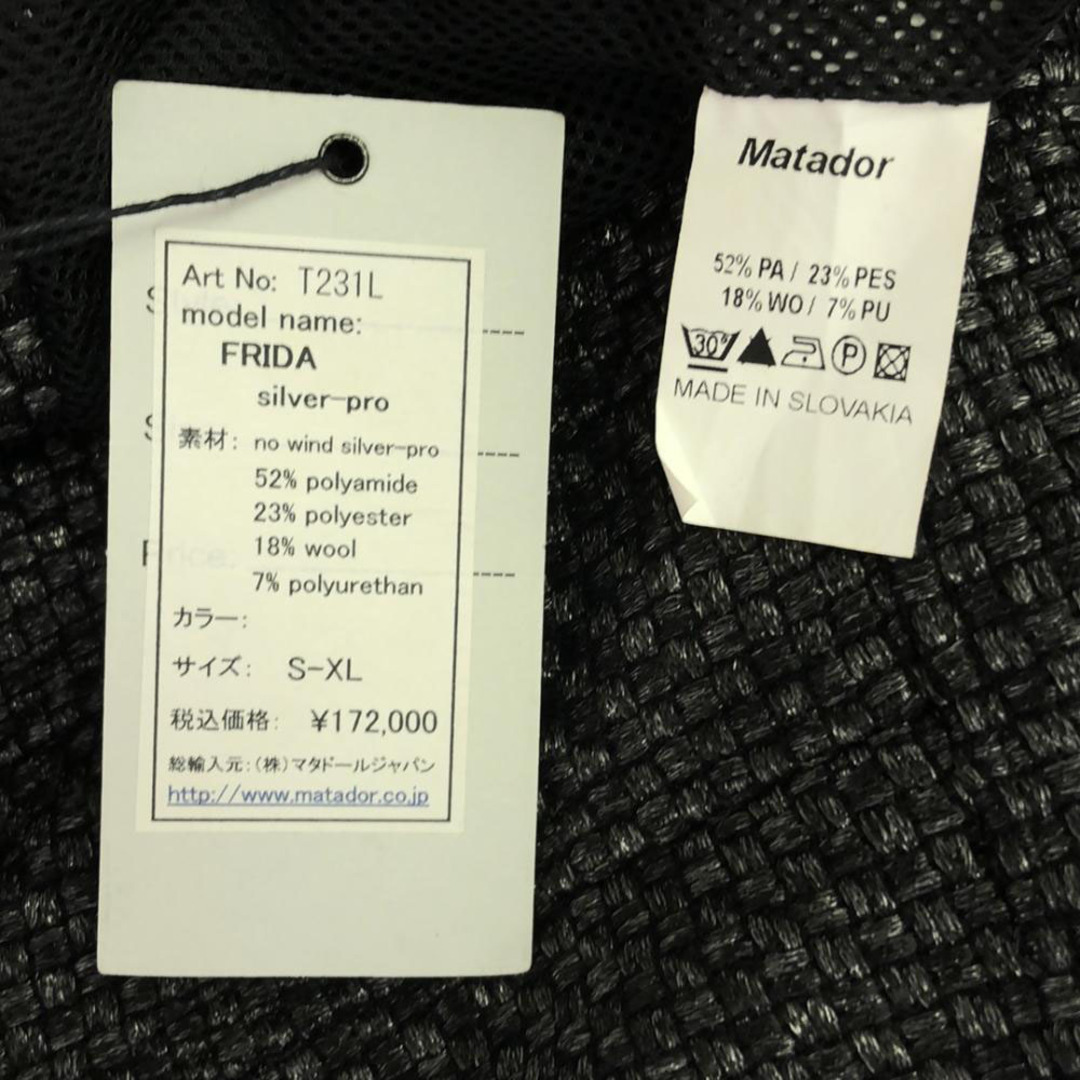 Art No: T231L
model name:
FRIDA
silver-pro
素材: no wind silver-pro
52% polyamide
23% polyester
18% wool
7% polyurethan
カラー:
サイズ: S-XL
税込価格: ¥172,000
総輸入元:(株)マタドールジャパン
http://www.matador.co.jp
Price:
Matador
52% PA / 23% PES
18% WO / 7% PU
30°
P
MADE IN SLOVAKIA